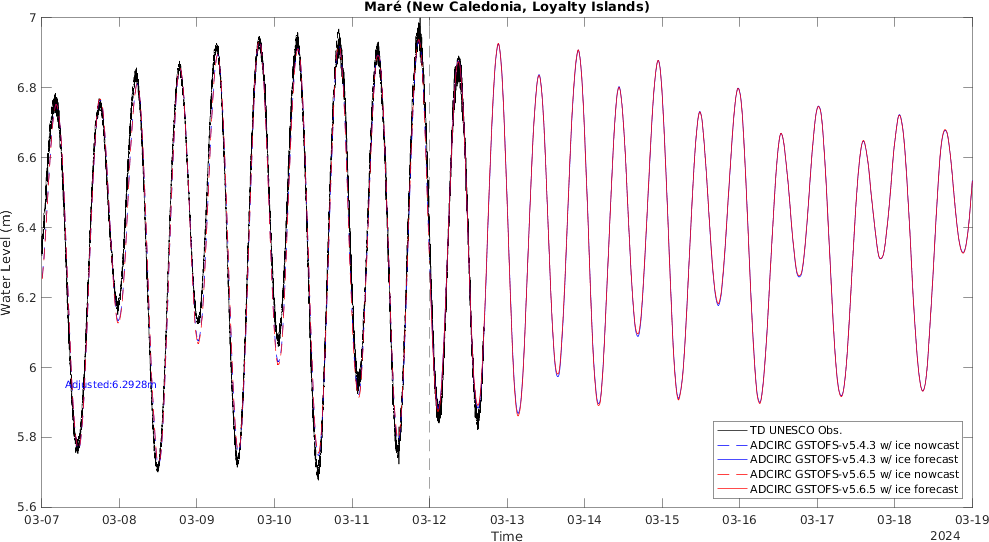 Maré (New Caledonia, Loyalty Islands)
7
6.8
6.6
6.4
6.2
6
5.8
5.6
Water Level (m)
Adjusted:6.2928m
TD UNESCO Obs.
ADCIRC GSTOFS-v5.4.3 w/ ice nowcast
ADCIRC GSTOFS-v5.4.3 w/ ice forecast
ADCIRC GSTOFS-v5.6.5 w/ ice nowcast
ADCIRC GSTOFS-v5.6.5 w/ ice forecast
03-07 03-08 03-09 03-10 03-11 03-12 03-13 03-14 03-15 03-16 03-17 03-18 03-19
Time
2024